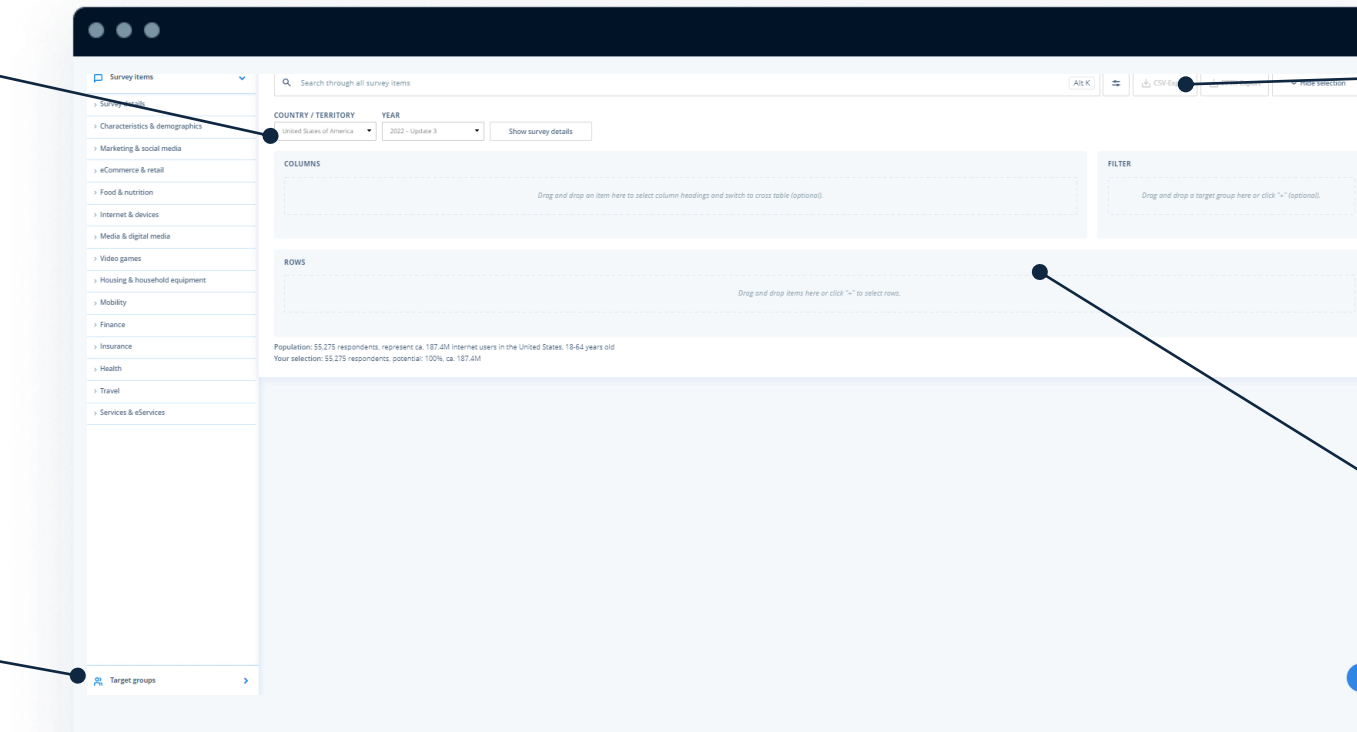 Survey items
Survey details
Characteristics & demographics
Marketing & social media
eCommerce & retail
Food & nutrition
Internet & devices
Media & digital media
Video games
Housing & household equipment
Mobility
Finance
Insurance
Health
Travel
Services & eServices
Target groups
Search through all survey items
Alt K
Hide selection
COUNTRY / TERRITORY YEAR
United States of America 2022 - Update 3 Show survey details
COLUMNS
Drag and drop an item here to select column headings and switch to cross table (optional).
FILTER
Drag and drop a target group here or click "+" (optional).
ROWS
Drag and drop items here or click "+" to select rows.
Population: 55,275 respondents, represent ca. 187.4M internet users in the United States, 18-64 years old
Your selection: 55,275 respondents, potential: 100%, ca. 187.4M